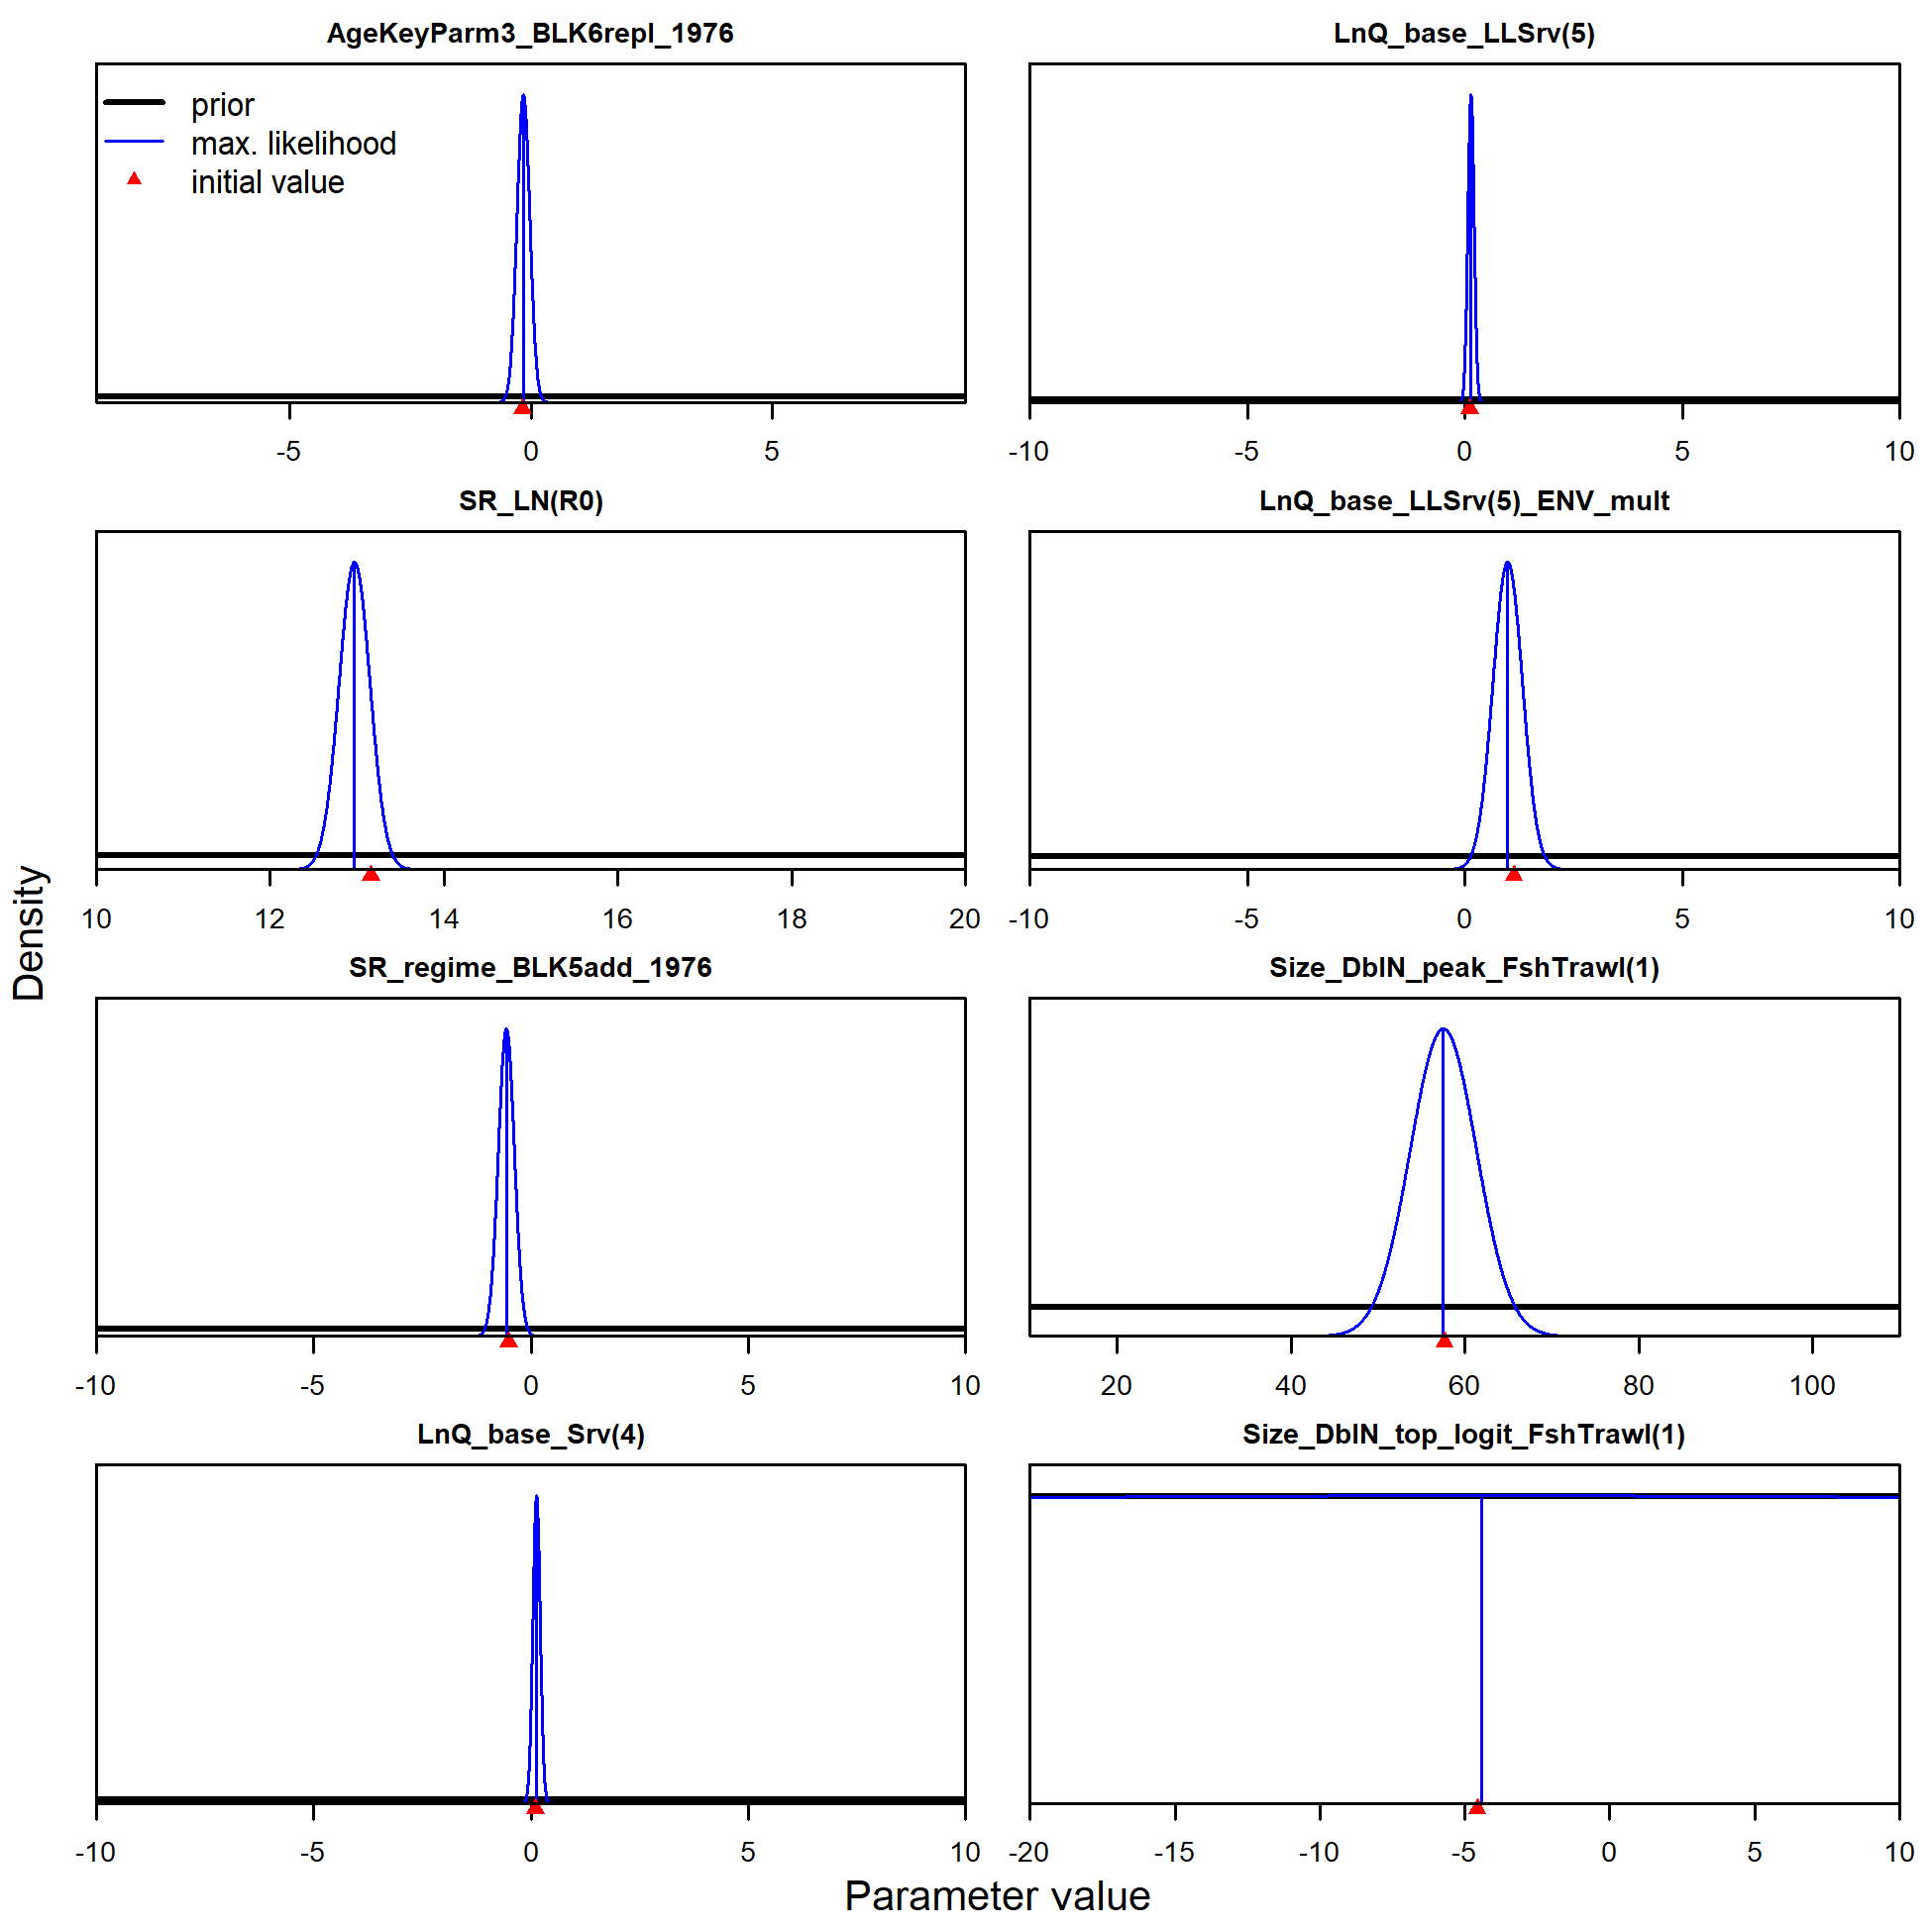 AgeKeyParm3_BLK6repl_1976
prior
max. likelihood
initial value
-5 0 5
LnQ_base_LLSrv(5)
-10 -5 0 5 10
SR_LN(R0)
10 12 14 16 18 20
LnQ_base_LLSrv(5)_ENV_mult
-10 -5 0 5 10
SR_regime_BLK5add_1976
-10 -5 0 5 10
Size_DblN_peak_FshTrawl(1)
20 40 60 80 100
LnQ_base_Srv(4)
-10 -5 0 5 10
Size_DblN_top_logit_FshTrawl(1)
-20 -15 -10 -5 0 5 10
Density
Parameter value